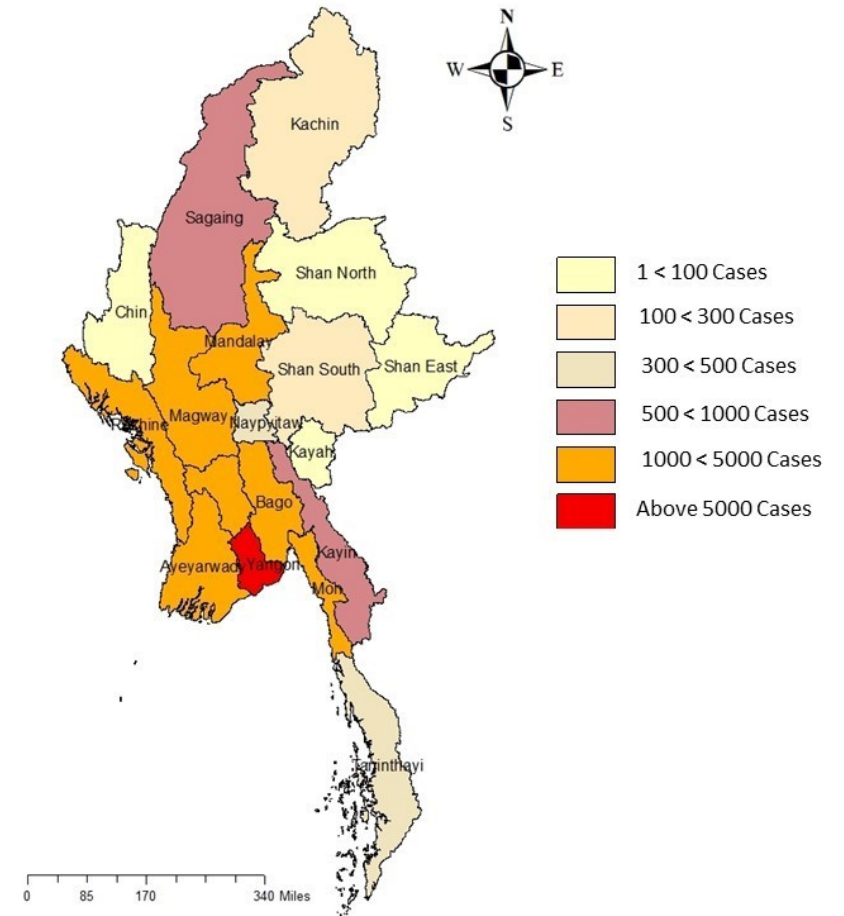 N
W E
S
Kachin
Sagaing
Shan North
Chin
Mandalay
Shan South
Shan East
Magway
Naypyitaw
Rakhine
Kayah
Bago
Kayin
Ayeyarwady
Yangon
Mon
Taninthayi
1 < 100 Cases
100 < 300 Cases
300 < 500 Cases
500 < 1000 Cases
1000 < 5000 Cases
Above 5000 Cases
0 85 170 340 Miles